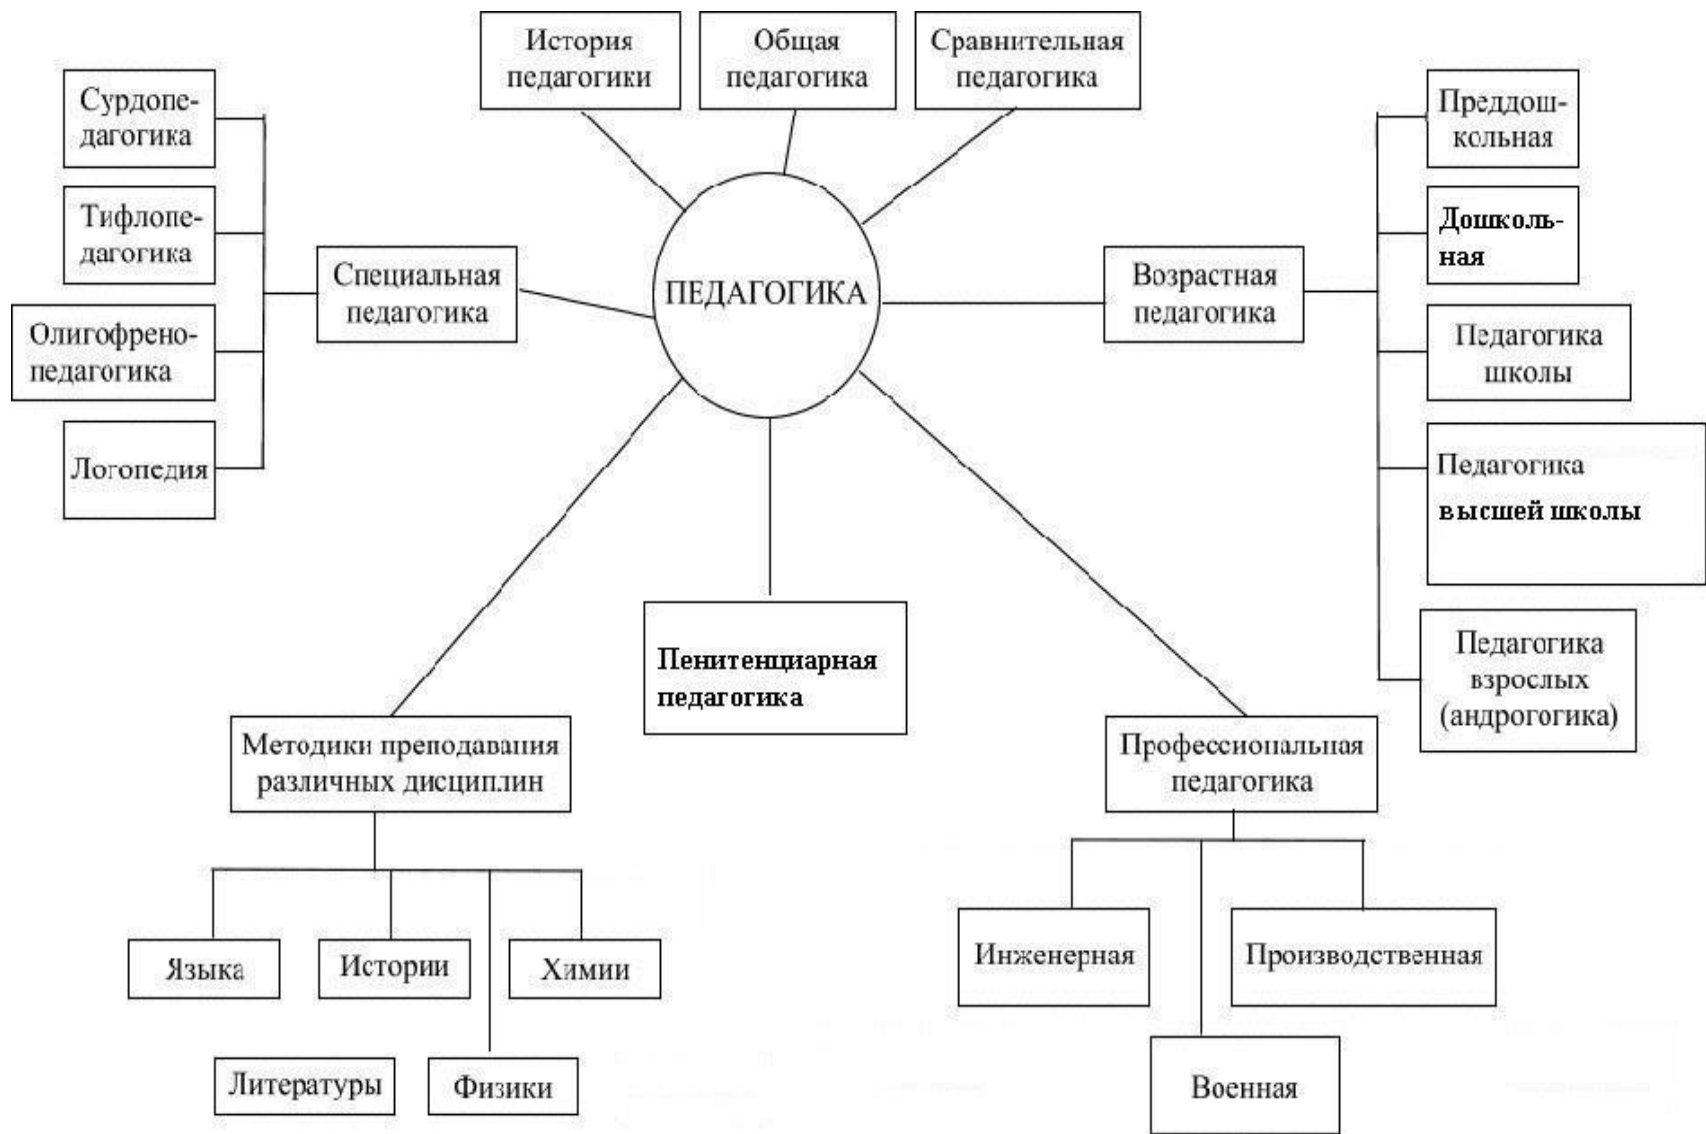 История
педагогики
Общая
педагогика
Сравнительная
педагогика
Сурдопе-
дагогика
Тифлопе-
дагогика
Олигофрено-
педагогика
Логопедия
Специальная
педагогика
ПЕДАГОГИКА
Возрастная
педагогика
Преддош-
кольная
Дошколь-
ная
Педагогика
школы
Педагогика
высшей школы
Педагогика
взрослых
(андрогогика)
Пенитенциарная
педагогика
Методики преподавания
различных дисциплин
Профессиональная
педагогика
Языка
Истории
Химии
Литературы
Физики
Инженерная
Производственная
Военная